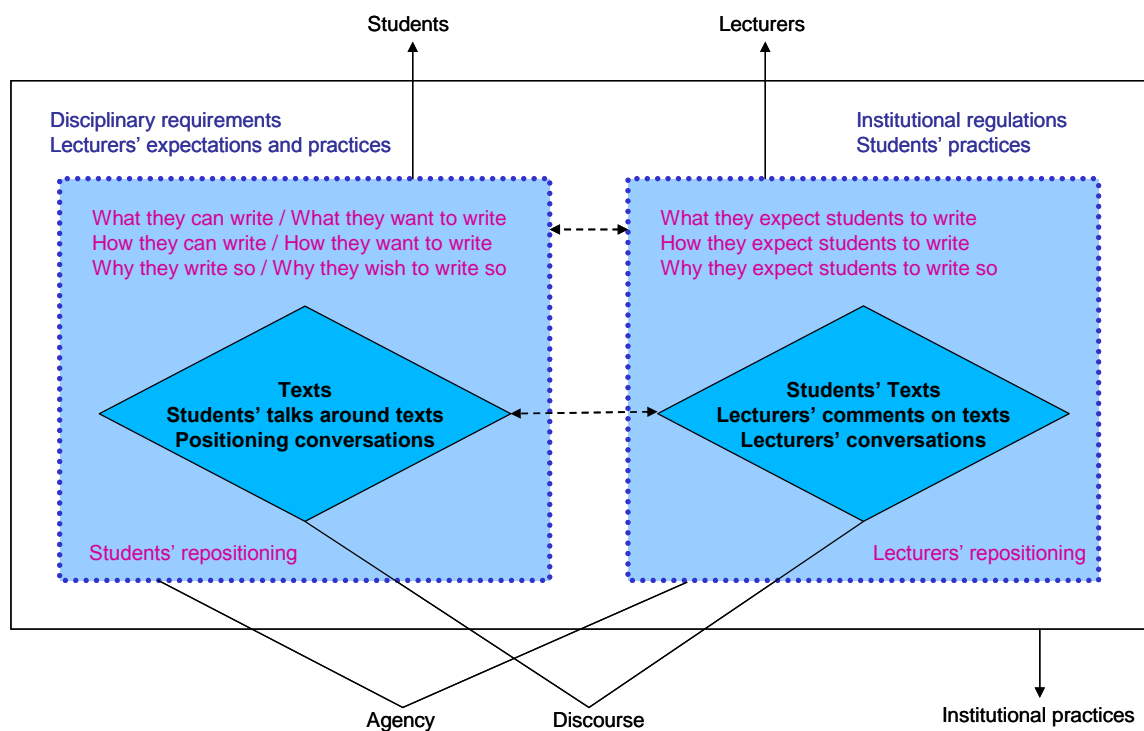 Students
Lecturers
Disciplinary requirements
Lecturers’ expectations and practices
Institutional regulations
Students’ practices
What they can write / What they want to write
How they can write / How they want to write
Why they write so / Why they wish to write so
What they expect students to write
How they expect students to write
Why they expect students to write so
Texts
Students’ talks around texts
Positioning conversations
Students’ Texts
Lecturers’ comments on texts
Lecturers’ conversations
Students’ repositioning
Lecturers’ repositioning
Agency
Discourse
Institutional practices